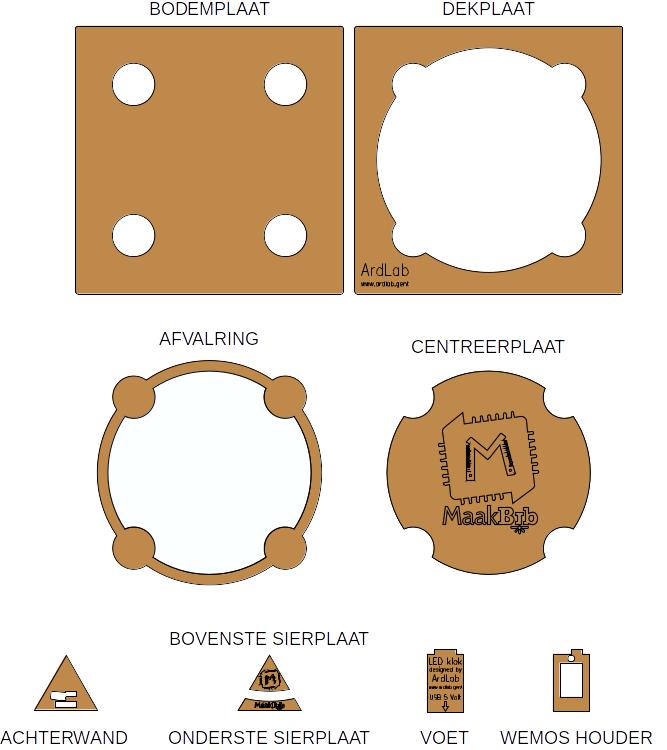 BODEMPLAAT
DEKPLAAT
ArdLab
www.ardlab.gent
AFVALRING
CENTREERPLAAT
M
MaakBib
BOVENSTE SIERPLAAT
M
MaakBib
LED klok
designed by
ArdLab
www.ardlab.gent
USB 5 Volt
ACHTERWAND
ONDERSTE SIERPLAAT
VOET
WEMOS HOUDER